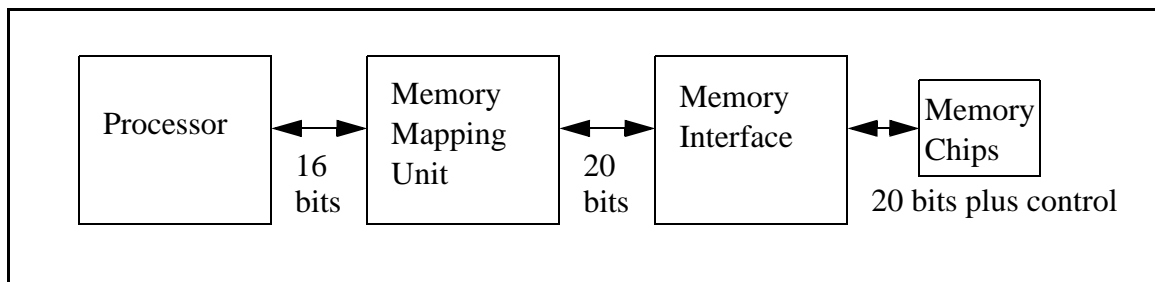 Processor
16
bits
Memory
Mapping
Unit
20
bits
Memory
Interface
Memory
Chips
20 bits plus control